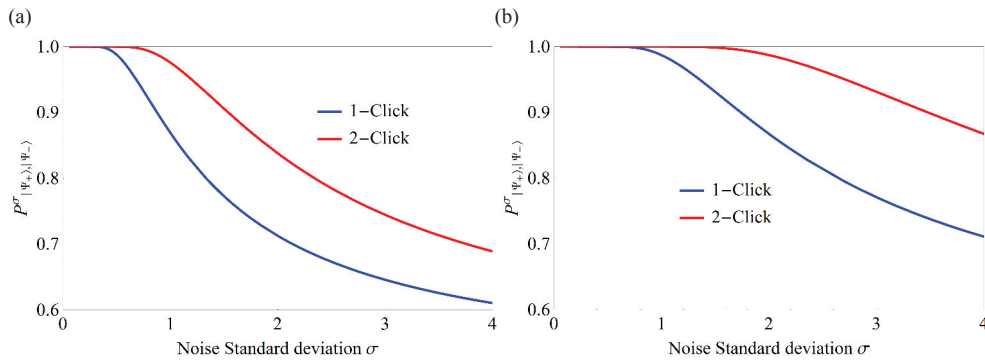 (a)
1.0
0.9
0.8
0.7
0.6
0 1 2 3 4
P^σ_|Ψ₊⟩,|Ψ₋⟩
1−Click
2−Click
Noise Standard deviation σ
(b)
1.0
0.9
0.8
0.7
0.6
0 1 2 3 4
P^σ_|Ψ₊⟩,|Ψ₋⟩
1−Click
2−Click
Noise Standard deviation σ